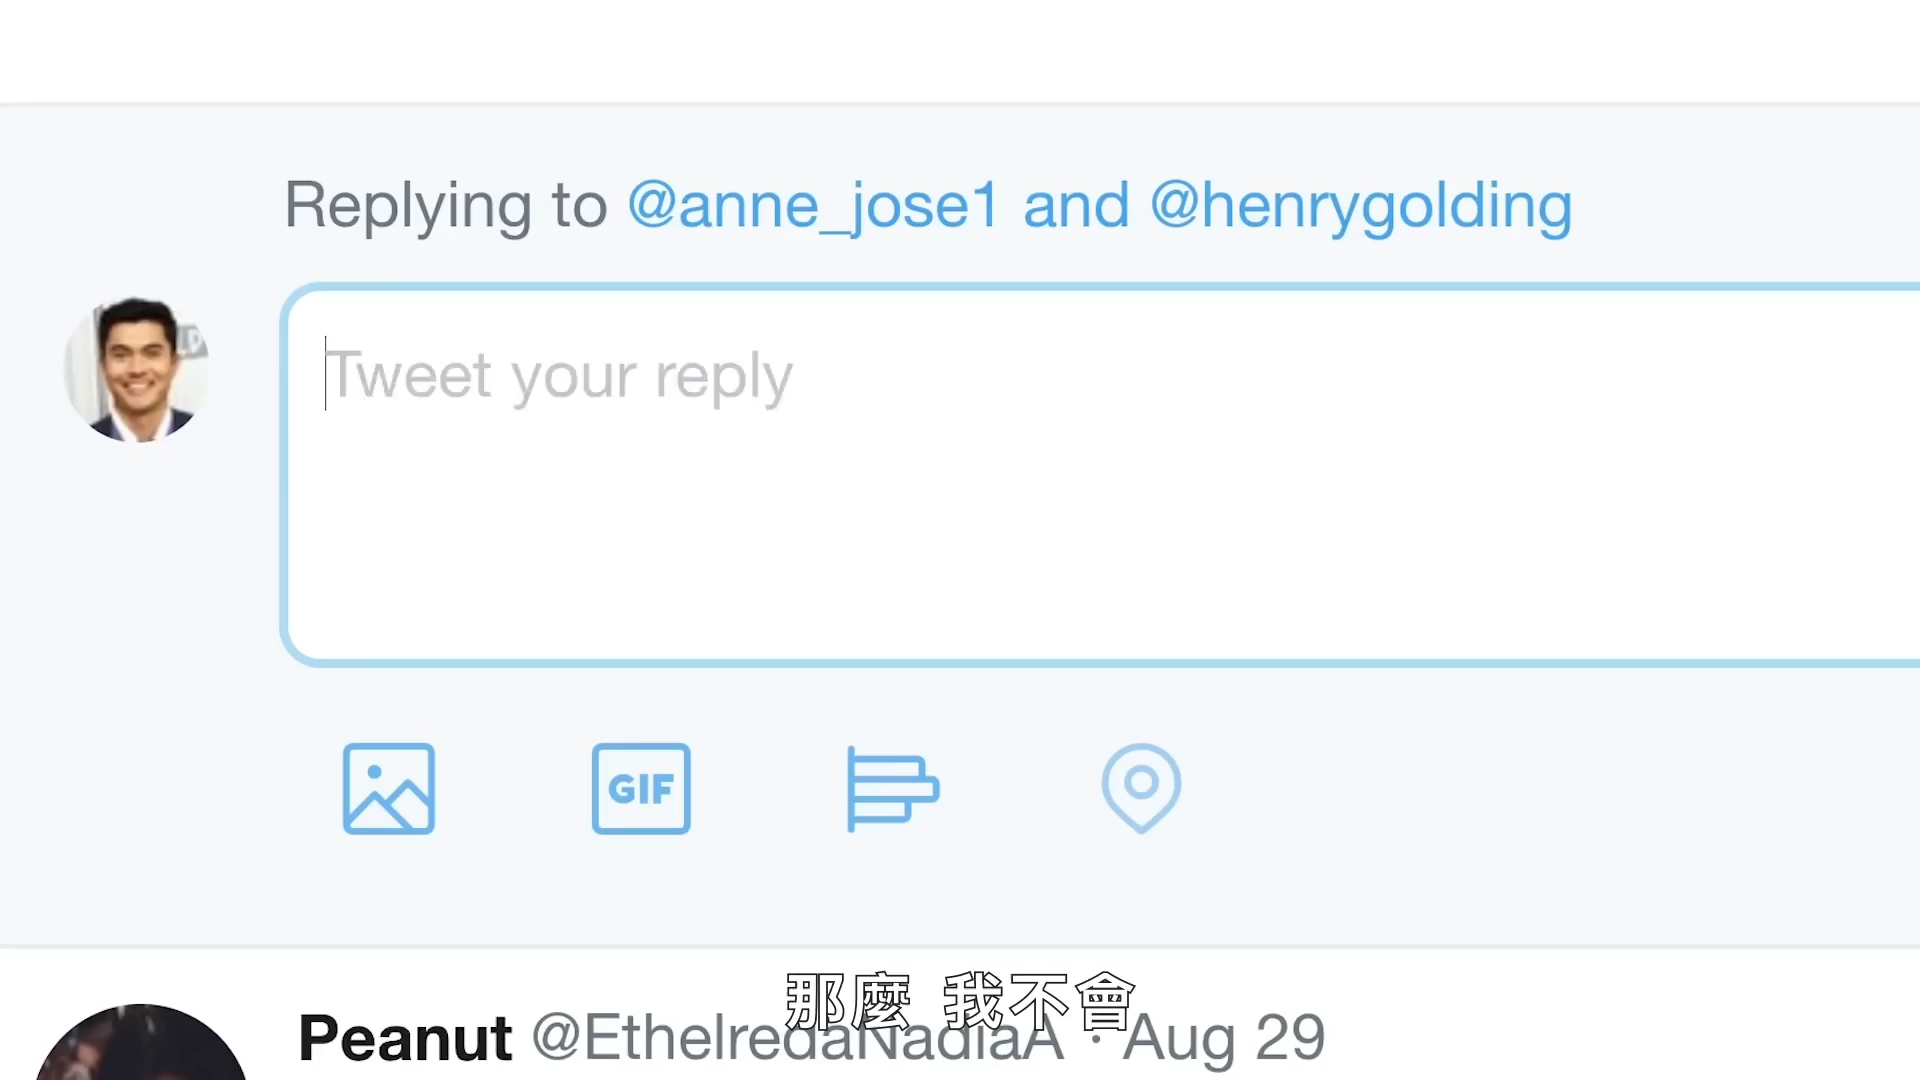 Replying to @anne_jose1 and @henrygolding
Tweet your reply
GIF
那麼 我不會
Peanut @EthelredaNadiaA · Aug 29